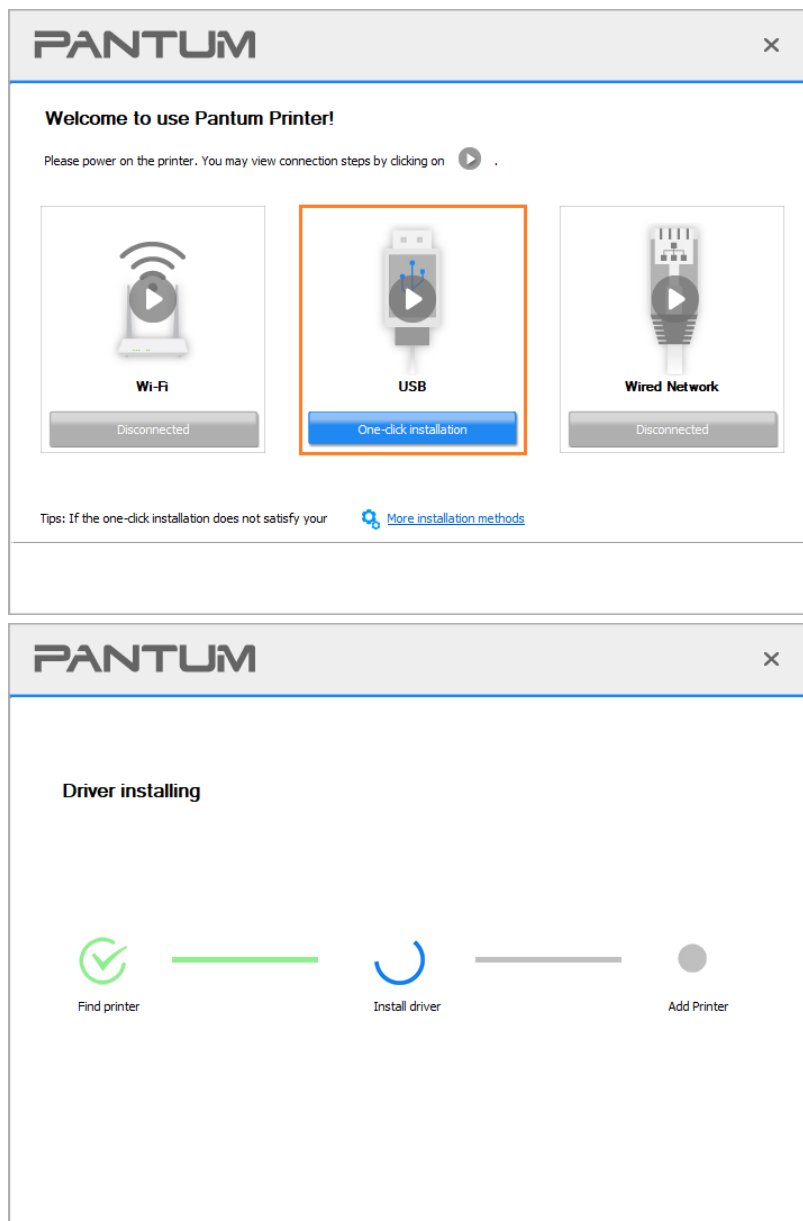 PANTUM
Welcome to use Pantum Printer!
Please power on the printer. You may view connection steps by clicking on .
Wi-Fi USB Wired Network
Disconnected One-click installation Disconnected
Tips: If the one-click installation does not satisfy your More installation methods
PANTUM
Driver installing
Find printer Install driver Add Printer